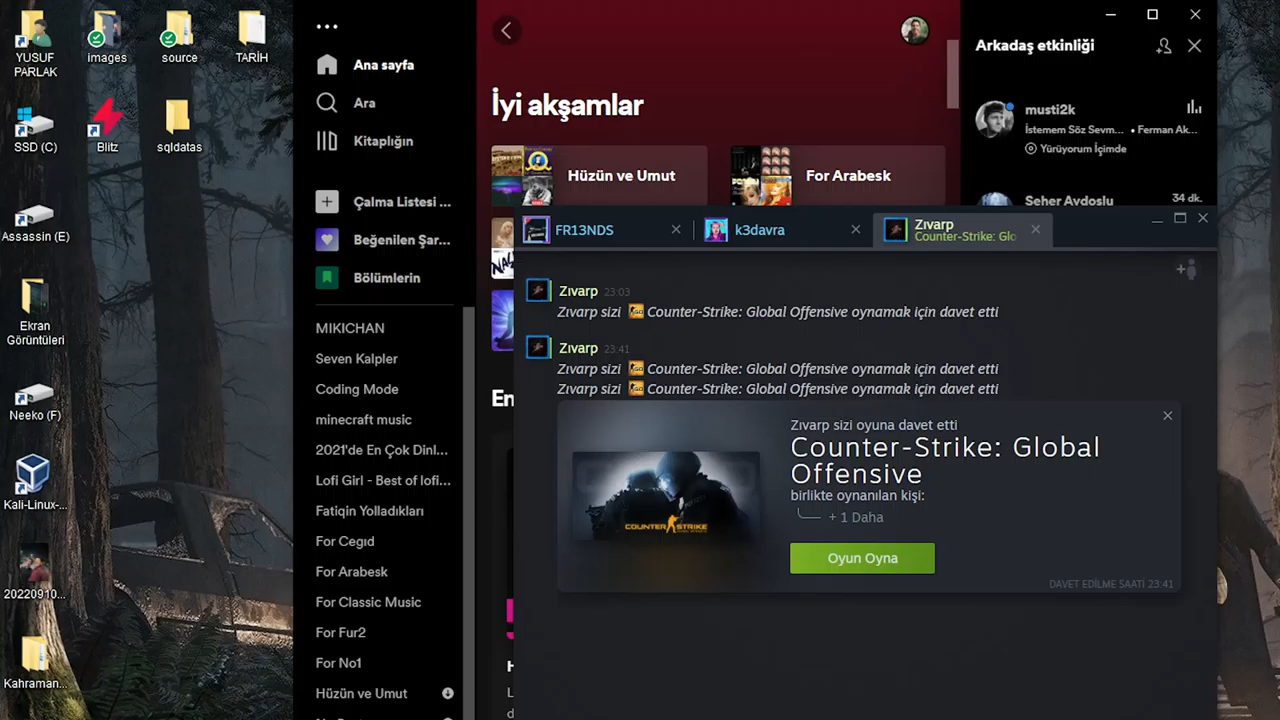 YUSUF
PARLAK
images
source
TARİH
SSD (C)
Blitz
sqldatas
Assassin (E)
Ekran
Görüntüleri
Neeko (F)
Kali-Linux-...
20220910...
Kahraman...
Ana sayfa
Ara
Kitaplığın
Çalma Listesi ...
Beğenilen Şar...
Bölümlerin
MIKICHAN
Seven Kalpler
Coding Mode
minecraft music
2021'de En Çok Dinl...
Lofi Girl - Best of lofi...
Fatiqin Yolladıkları
For Cegıd
For Arabesk
For Classic Music
For Fur2
For No1
Hüzün ve Umut
İyi akşamlar
Hüzün ve Umut
For Arabesk
En
Arkadaş etkinliği
musti2k
İstemem Söz Sevm... • Ferman Ak...
Yürüyorum İçimde
Seher Avdoslu
34 dk.
FR13NDS
k3davra
Zıvarp
Counter-Strike: Glo
Zıvarp 23:03
Zıvarp sizi Counter-Strike: Global Offensive oynamak için davet etti
Zıvarp 23:41
Zıvarp sizi Counter-Strike: Global Offensive oynamak için davet etti
Zıvarp sizi Counter-Strike: Global Offensive oynamak için davet etti
Zıvarp sizi oyuna davet etti
Counter-Strike: Global
Offensive
birlikte oynanılan kişi:
+ 1 Daha
Oyun Oyna
DAVET EDİLME SAATİ 23:41
COUNTER STRIKE